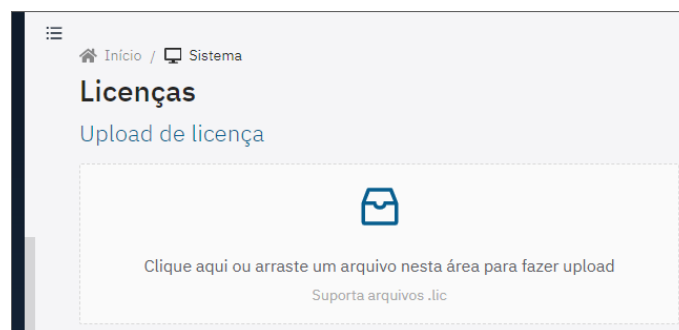 Início / Sistema
Licenças
Upload de licença
Clique aqui ou arraste um arquivo nesta área para fazer upload
Suporta arquivos .lic